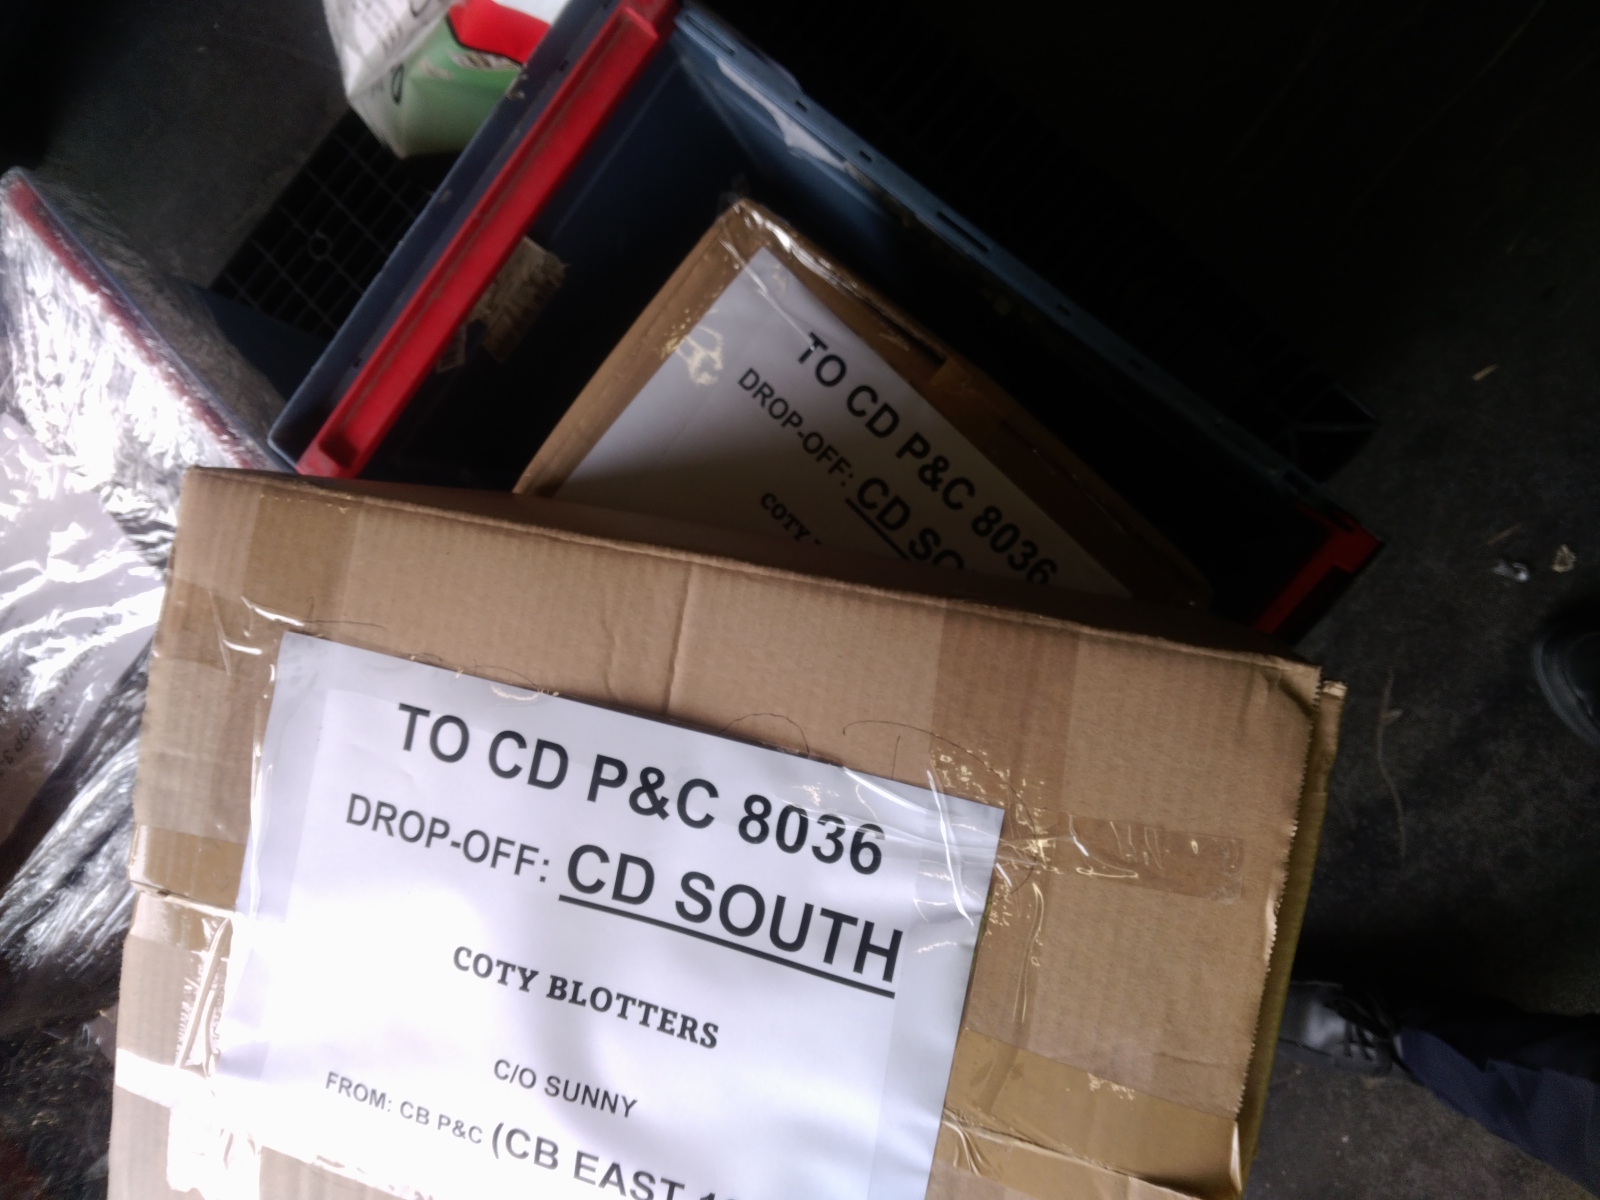 TO CD P&C 8036
DROP-OFF: CD SO
COTY
TO CD P&C 8036
DROP-OFF: CD SOUTH
COTY BLOTTERS
C/O SUNNY
FROM: CB P&C (CB EAST